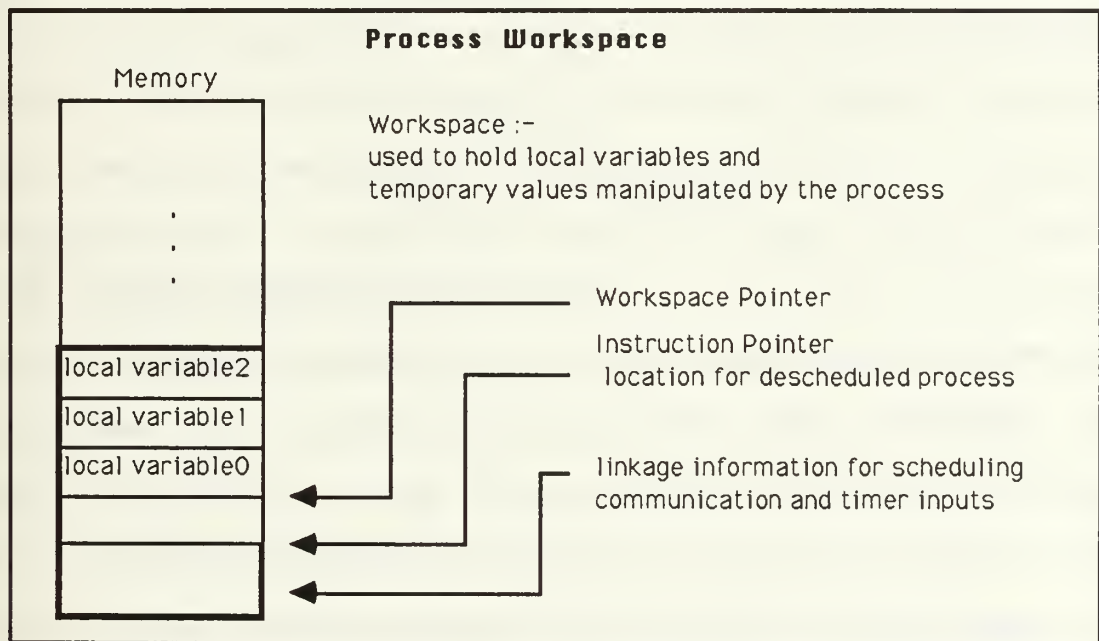 Process Workspace
Memory
Workspace :-
used to hold local variables and
temporary values manipulated by the process
.
.
.
Workspace Pointer
Instruction Pointer
location for descheduled process
local variable2
local variable1
local variable0
linkage information for scheduling
communication and timer inputs